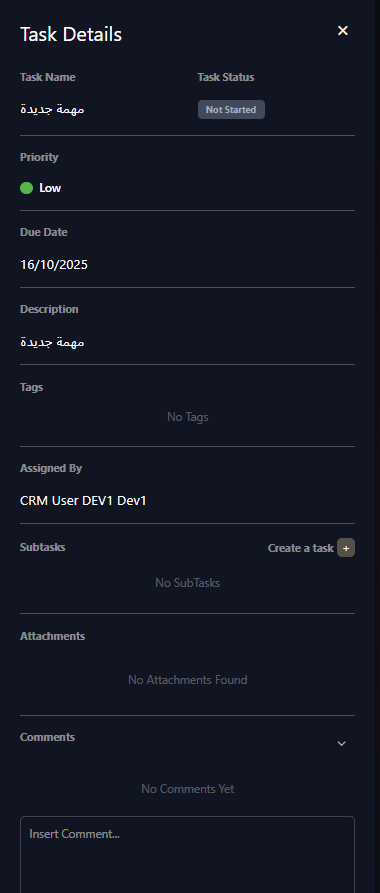 Task Details
Task Name
Task Status
مهمة جديدة
Not Started
Priority
Low
Due Date
16/10/2025
Description
مهمة جديدة
Tags
No Tags
Assigned By
CRM User DEV1 Dev1
Subtasks
Create a task +
No SubTasks
Attachments
No Attachments Found
Comments
No Comments Yet
Insert Comment...